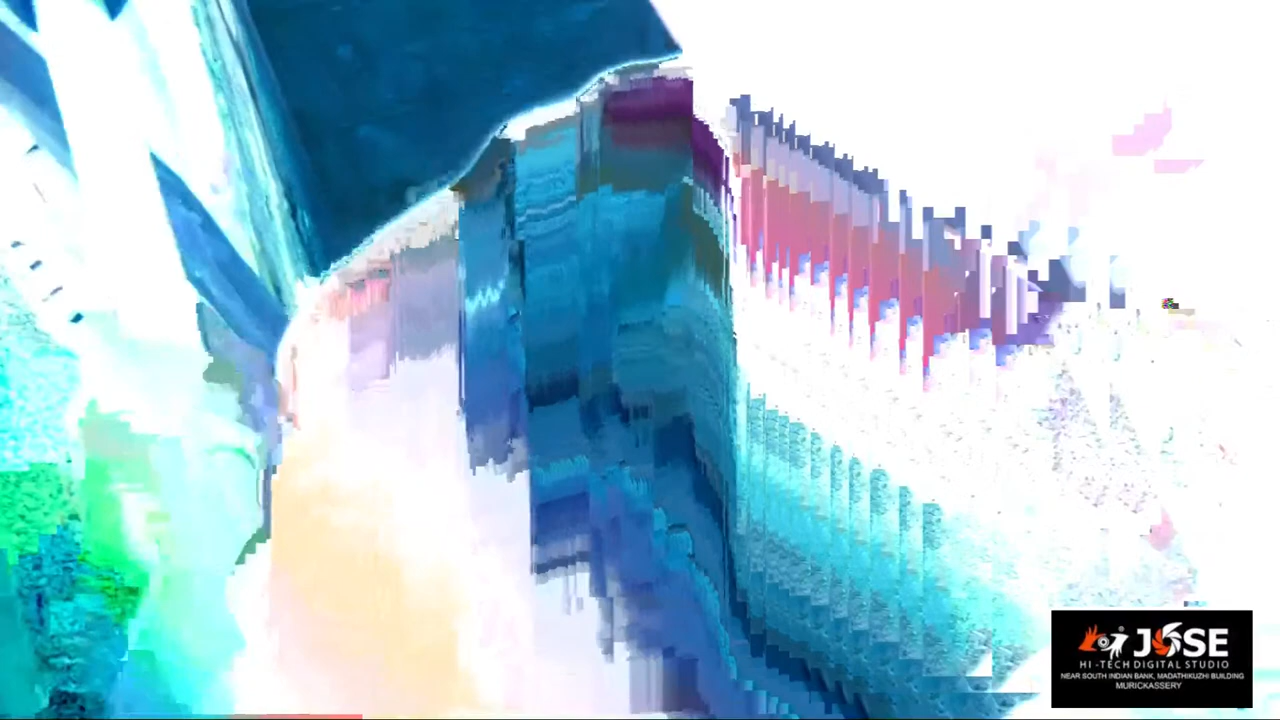 JOSE
HI-TECH DIGITAL STUDIO
NEAR SOUTH INDIAN BANK, MADATHIKUZHI BUILDING
MURICKASSERY